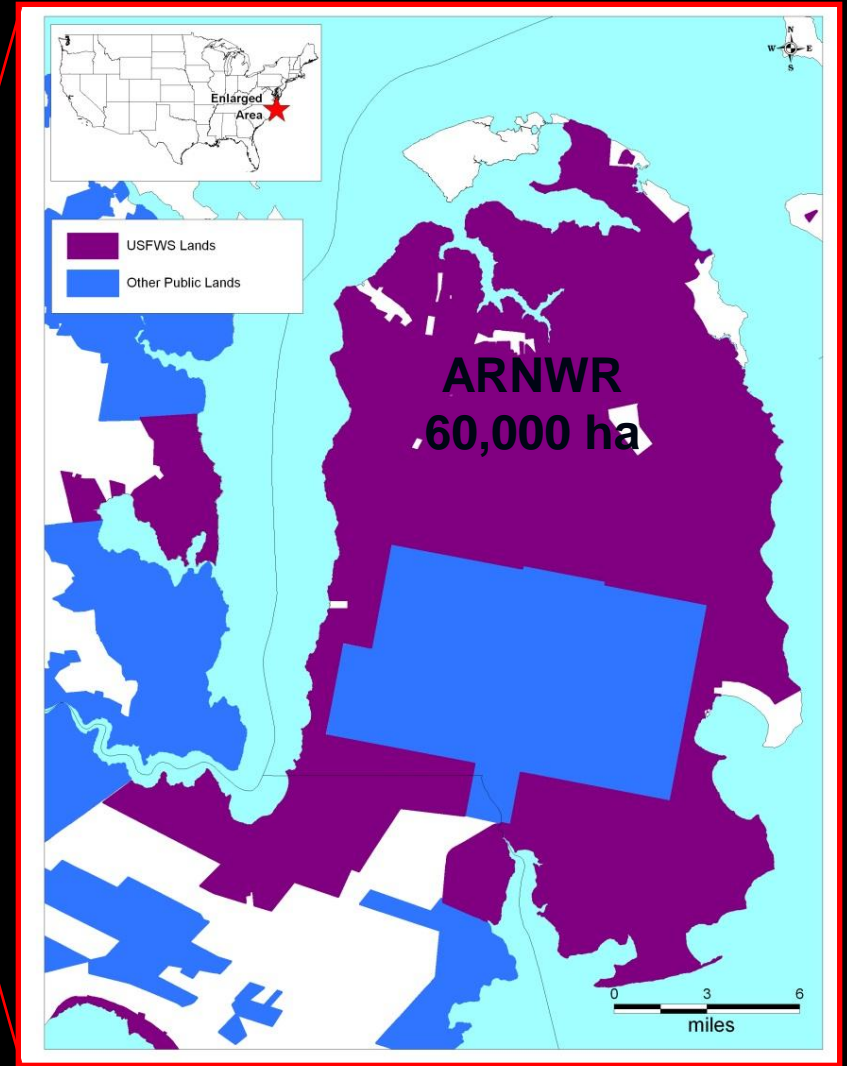 Enlarged
Area
N
W E
S
USFWS Lands
Other Public Lands
ARNWR
60,000 ha
0 3 6
miles